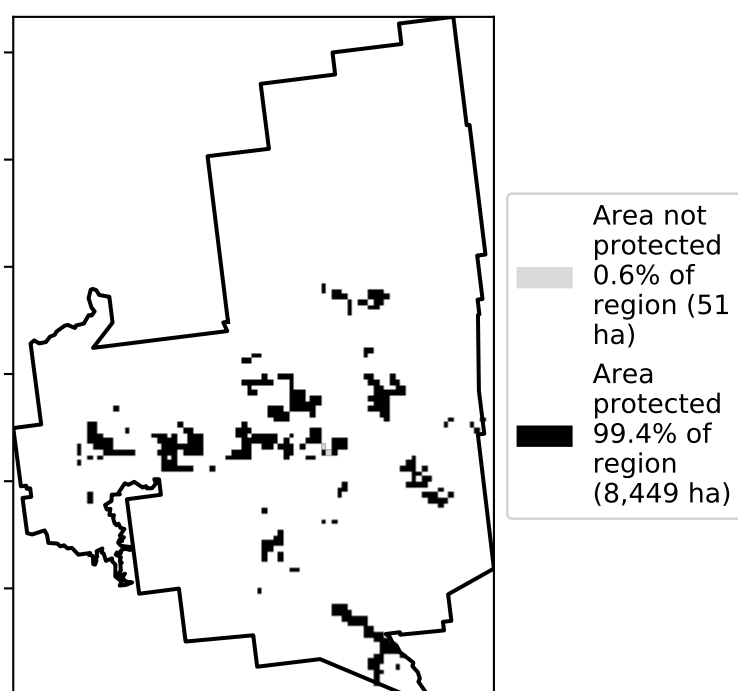 Area not
protected
0.6% of
region (51
ha)
Area
protected
99.4% of
region
(8,449 ha)